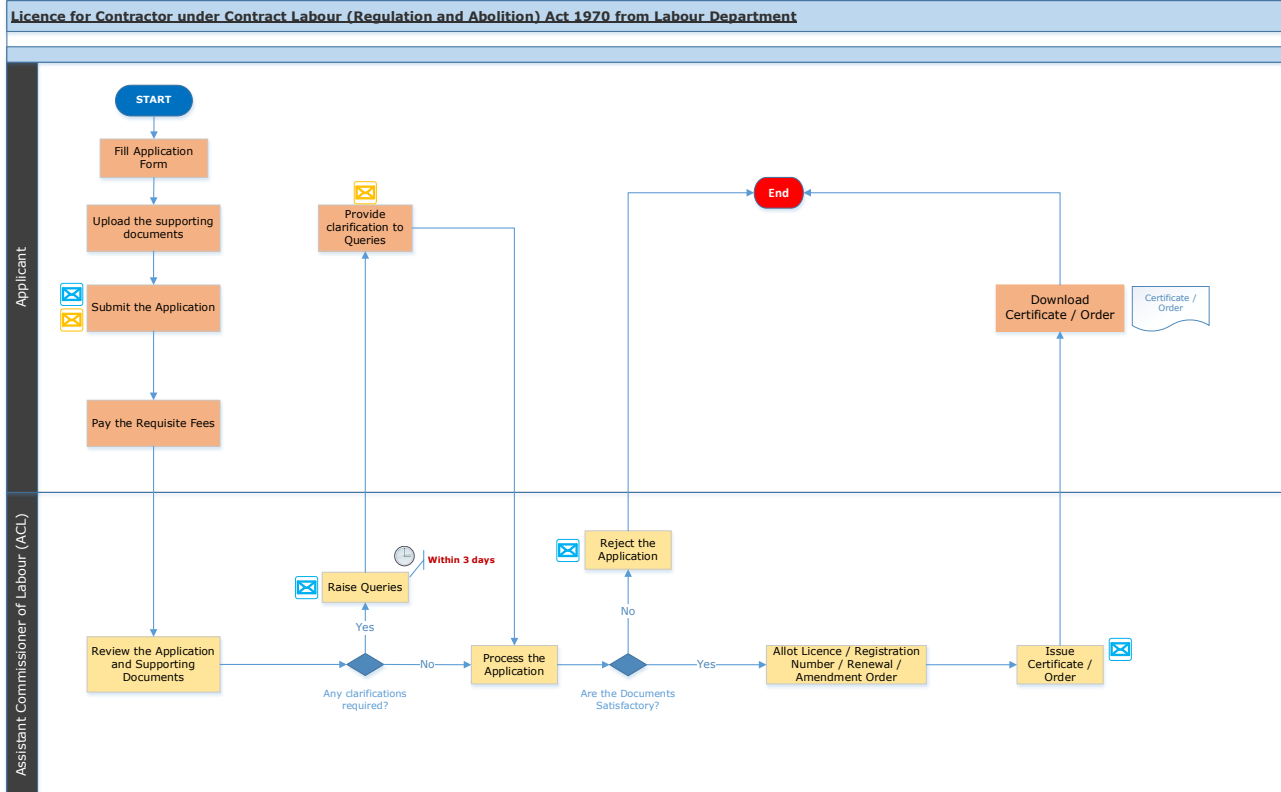 Licence for Contractor under Contract Labour (Regulation and Abolition) Act 1970 from Labour Department
Applicant
START
Fill Application
Form
Upload the supporting
documents
Submit the Application
Pay the Requisite Fees
Provide
clarification to
Queries
End
Download
Certificate / Order
Certificate /
Order
Assistant Commissioner of Labour (ACL)
Review the Application
and Supporting
Documents
Any clarifications
required?
Yes
Raise Queries
Within 3 days
No
Process the
Application
Are the Documents
Satisfactory?
No
Reject the
Application
Yes
Allot Licence / Registration
Number / Renewal /
Amendment Order
Issue
Certificate /
Order